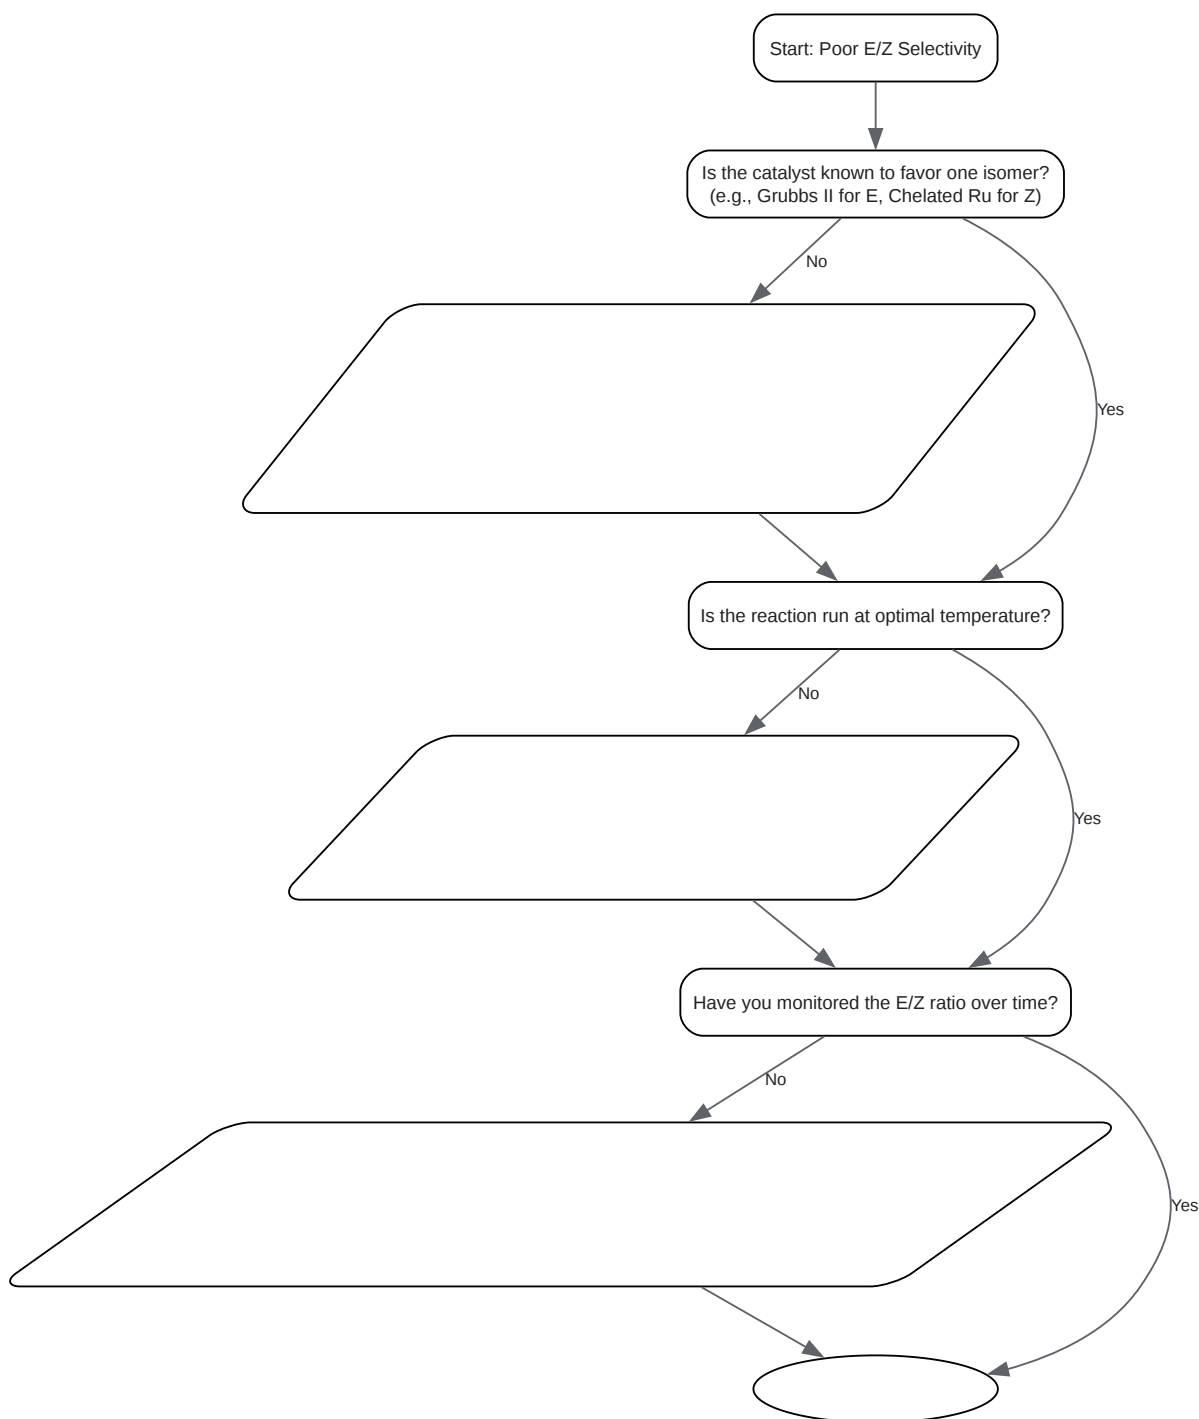 Start: Poor E/Z Selectivity
Is the catalyst known to favor one isomer?
(e.g., Grubbs II for E, Chelated Ru for Z)
No
Yes
Is the reaction run at optimal temperature?
No
Yes
Have you monitored the E/Z ratio over time?
No
Yes